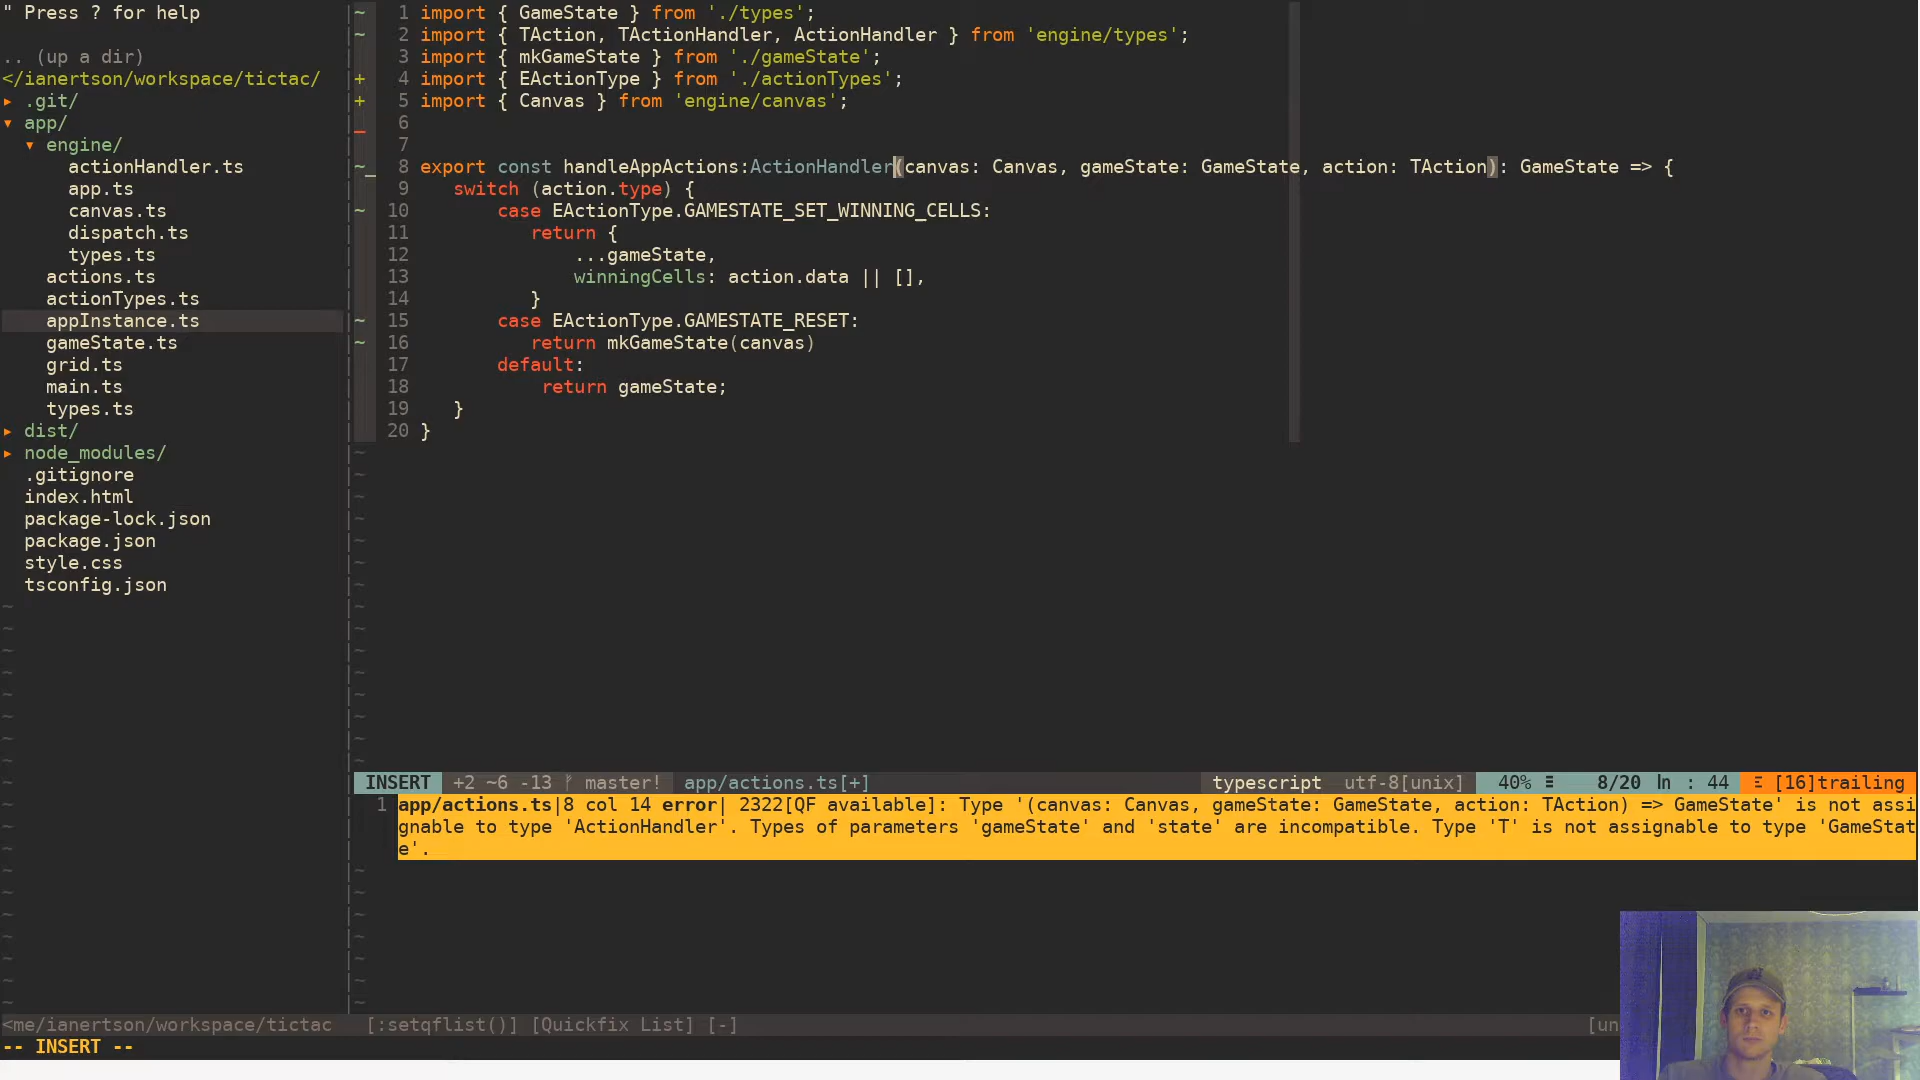 " Press ? for help
.. (up a dir)
</ianertson/workspace/tictac/
▸ .git/
▾ app/
▾ engine/
actionHandler.ts
app.ts
canvas.ts
dispatch.ts
types.ts
actions.ts
actionTypes.ts
appInstance.ts
gameState.ts
grid.ts
main.ts
types.ts
▸ dist/
▸ node_modules/
.gitignore
index.html
package-lock.json
package.json
style.css
tsconfig.json
~ 1 import { GameState } from './types';
~ 2 import { TAction, TActionHandler, ActionHandler } from 'engine/types';
3 import { mkGameState } from './gameState';
+ 4 import { EActionType } from './actionTypes';
+ 5 import { Canvas } from 'engine/canvas';
_ 6
7
~_ 8 export const handleAppActions:ActionHandler(canvas: Canvas, gameState: GameState, action: TAction): GameState => {
9 switch (action.type) {
~ 10 case EActionType.GAMESTATE_SET_WINNING_CELLS:
11 return {
12 ...gameState,
13 winningCells: action.data || [],
14 }
~ 15 case EActionType.GAMESTATE_RESET:
~ 16 return mkGameState(canvas)
17 default:
18 return gameState;
19 }
20 }
INSERT +2 ~6 -13 ᚠ master! app/actions.ts[+] typescript utf-8[unix] 40% ≡ 8/20 ㏑ : 44 Ξ [16]trailing
1 app/actions.ts|8 col 14 error| 2322[QF available]: Type '(canvas: Canvas, gameState: GameState, action: TAction) => GameState' is not assi
gnable to type 'ActionHandler'. Types of parameters 'gameState' and 'state' are incompatible. Type 'T' is not assignable to type 'GameStat
e'.
<me/ianertson/workspace/tictac [:setqflist()] [Quickfix List] [-] [un
-- INSERT --